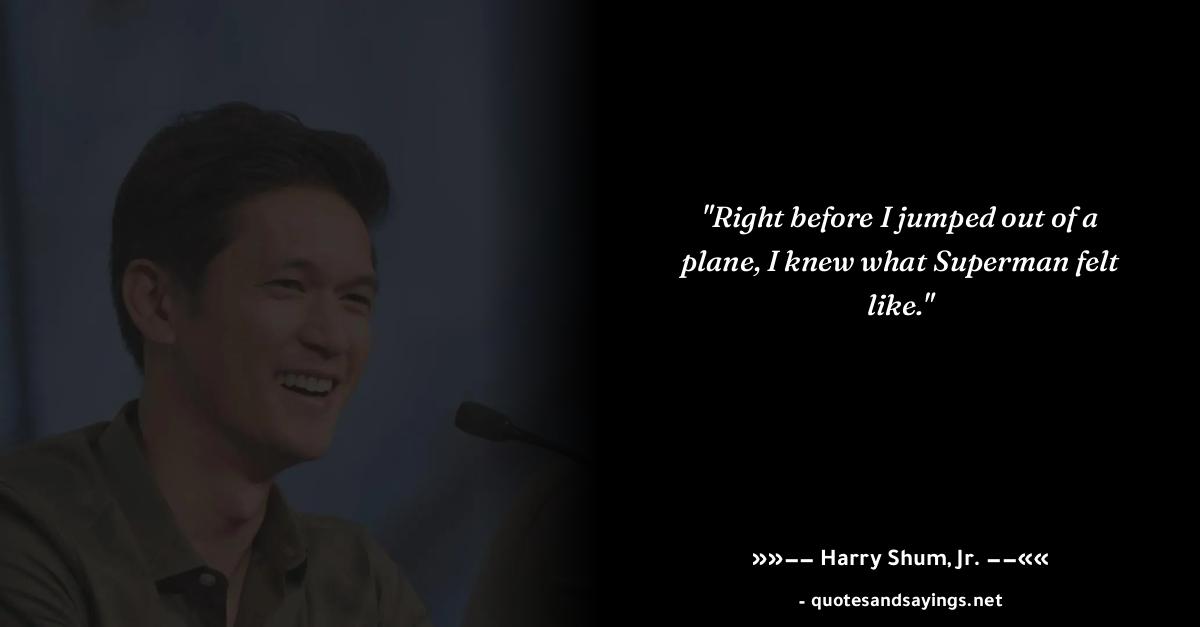 "Right before I jumped out of a
plane, I knew what Superman felt
like."
»»−− Harry Shum, Jr. −−««
- quotesandsayings.net